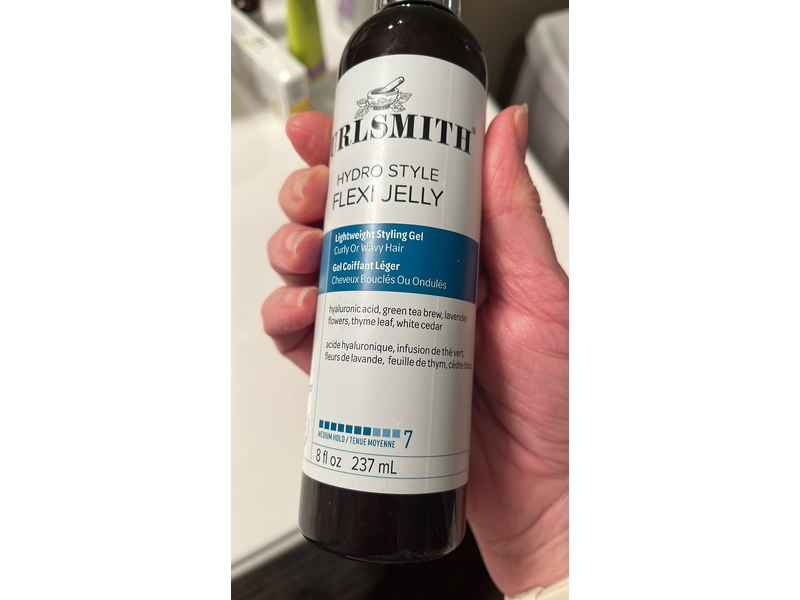 URLSMITH
HYDRO STYLE
FLEXI JELLY
Lightweight Styling Gel
Curly Or Wavy Hair
Gel Coiffant Léger
Cheveux Bouclés Ou Ondulés
hyaluronic acid, green tea brew, lavender
flowers, thyme leaf, white cedar
acide hyaluronique, infusion de thé vert,
fleurs de lavande, feuille de thym, cèdre
MEDIUM HOLD / TENUE MOYENNE 7
8 fl oz 237 mL